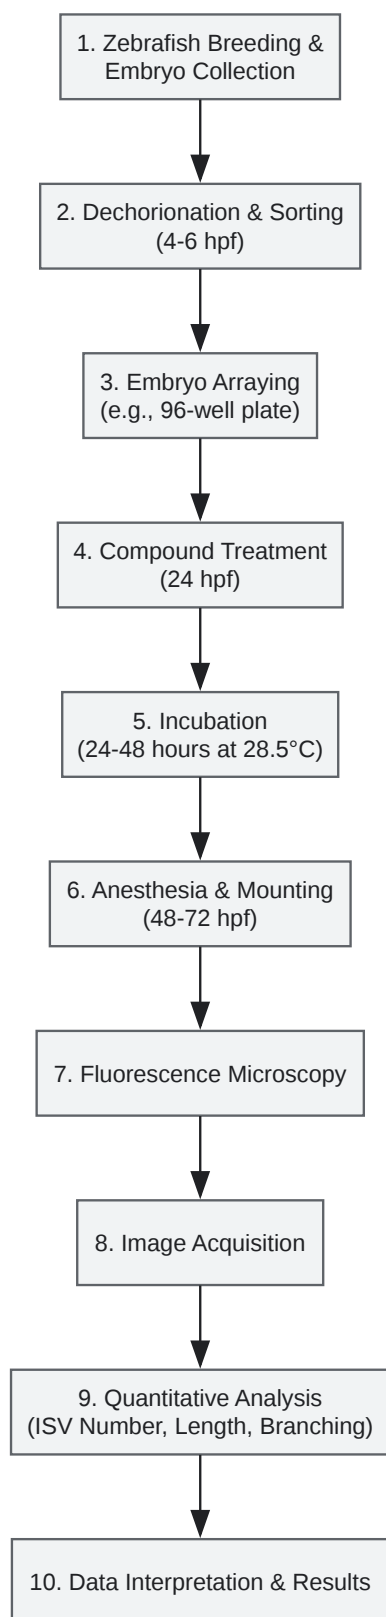 1. Zebrafish Breeding &
Embryo Collection
2. Dechorionation & Sorting
(4-6 hpf)
3. Embryo Arraying
(e.g., 96-well plate)
4. Compound Treatment
(24 hpf)
5. Incubation
(24-48 hours at 28.5°C)
6. Anesthesia & Mounting
(48-72 hpf)
7. Fluorescence Microscopy
8. Image Acquisition
9. Quantitative Analysis
(ISV Number, Length, Branching)
10. Data Interpretation & Results